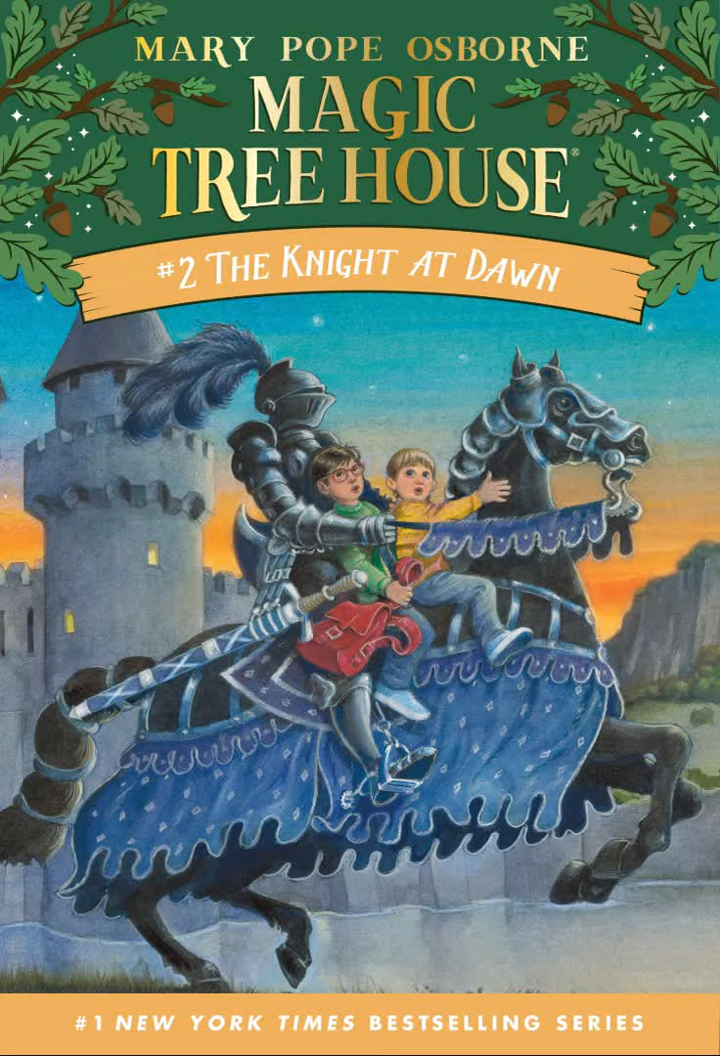 MARY POPE OSBORNE
MAGIC
TREE HOUSE®
#2 THE KNIGHT AT DAWN
#1 NEW YORK TIMES BESTSELLING SERIES